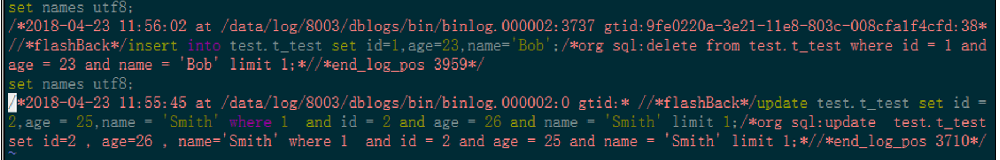 set names utf8;
/*2018-04-23 11:56:02 at /data/log/8003/dblogs/bin/binlog.000002:3737 gtid:9fe0220a-3e21-11e8-803c-008cfa1f4cfd:38*
//*flashBack*/insert into test.t_test set id=1,age=23,name='Bob';/*org sql:delete from test.t_test where id = 1 and
age = 23 and name = 'Bob' limit 1;*//*end_log_pos 3959*/
set names utf8;
/*2018-04-23 11:55:45 at /data/log/8003/dblogs/bin/binlog.000002:0 gtid:* //*flashBack*/update test.t_test set id =
2,age = 25,name = 'Smith' where 1  and id = 2 and age = 26 and name = 'Smith' limit 1;/*org sql:update  test.t_test
set id=2 , age=26 , name='Smith' where 1  and id = 2 and age = 25 and name = 'Smith' limit 1;*//*end_log_pos 3710*/
~